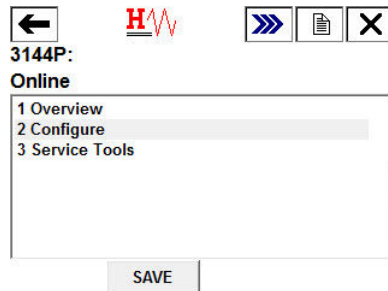 H
3144P:
Online
1 Overview
2 Configure
3 Service Tools
SAVE